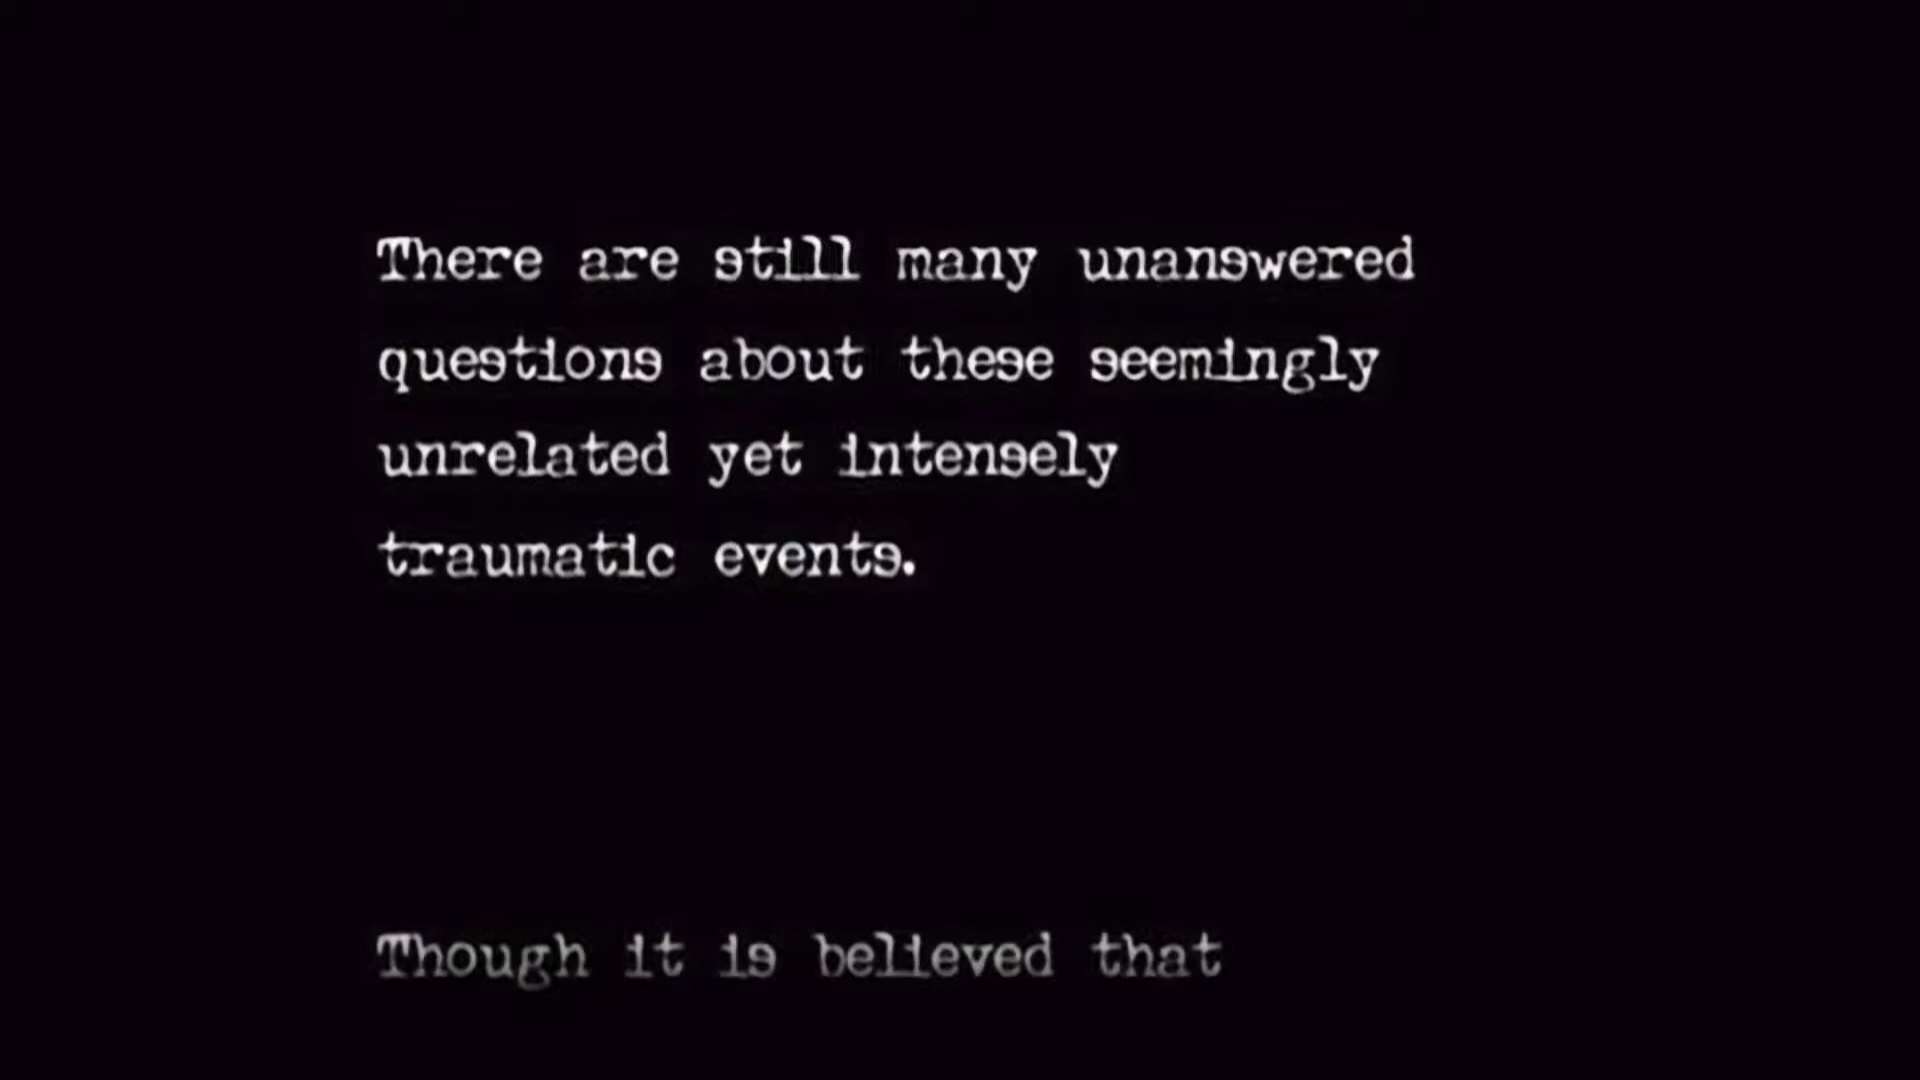 There are still many unanswered
questions about these seemingly
unrelated yet intensely
traumatic events.
Though it is believed that